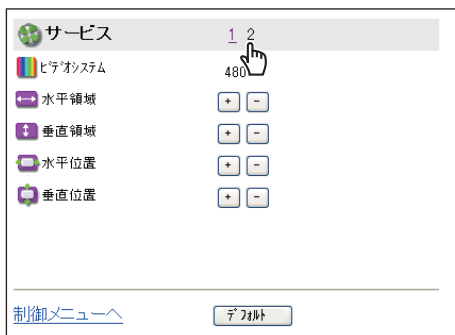 サービス 1 2
ビデオシステム 480
水平領域 + -
垂直領域 + -
水平位置 + -
垂直位置 + -
制御メニューへ デフォルト